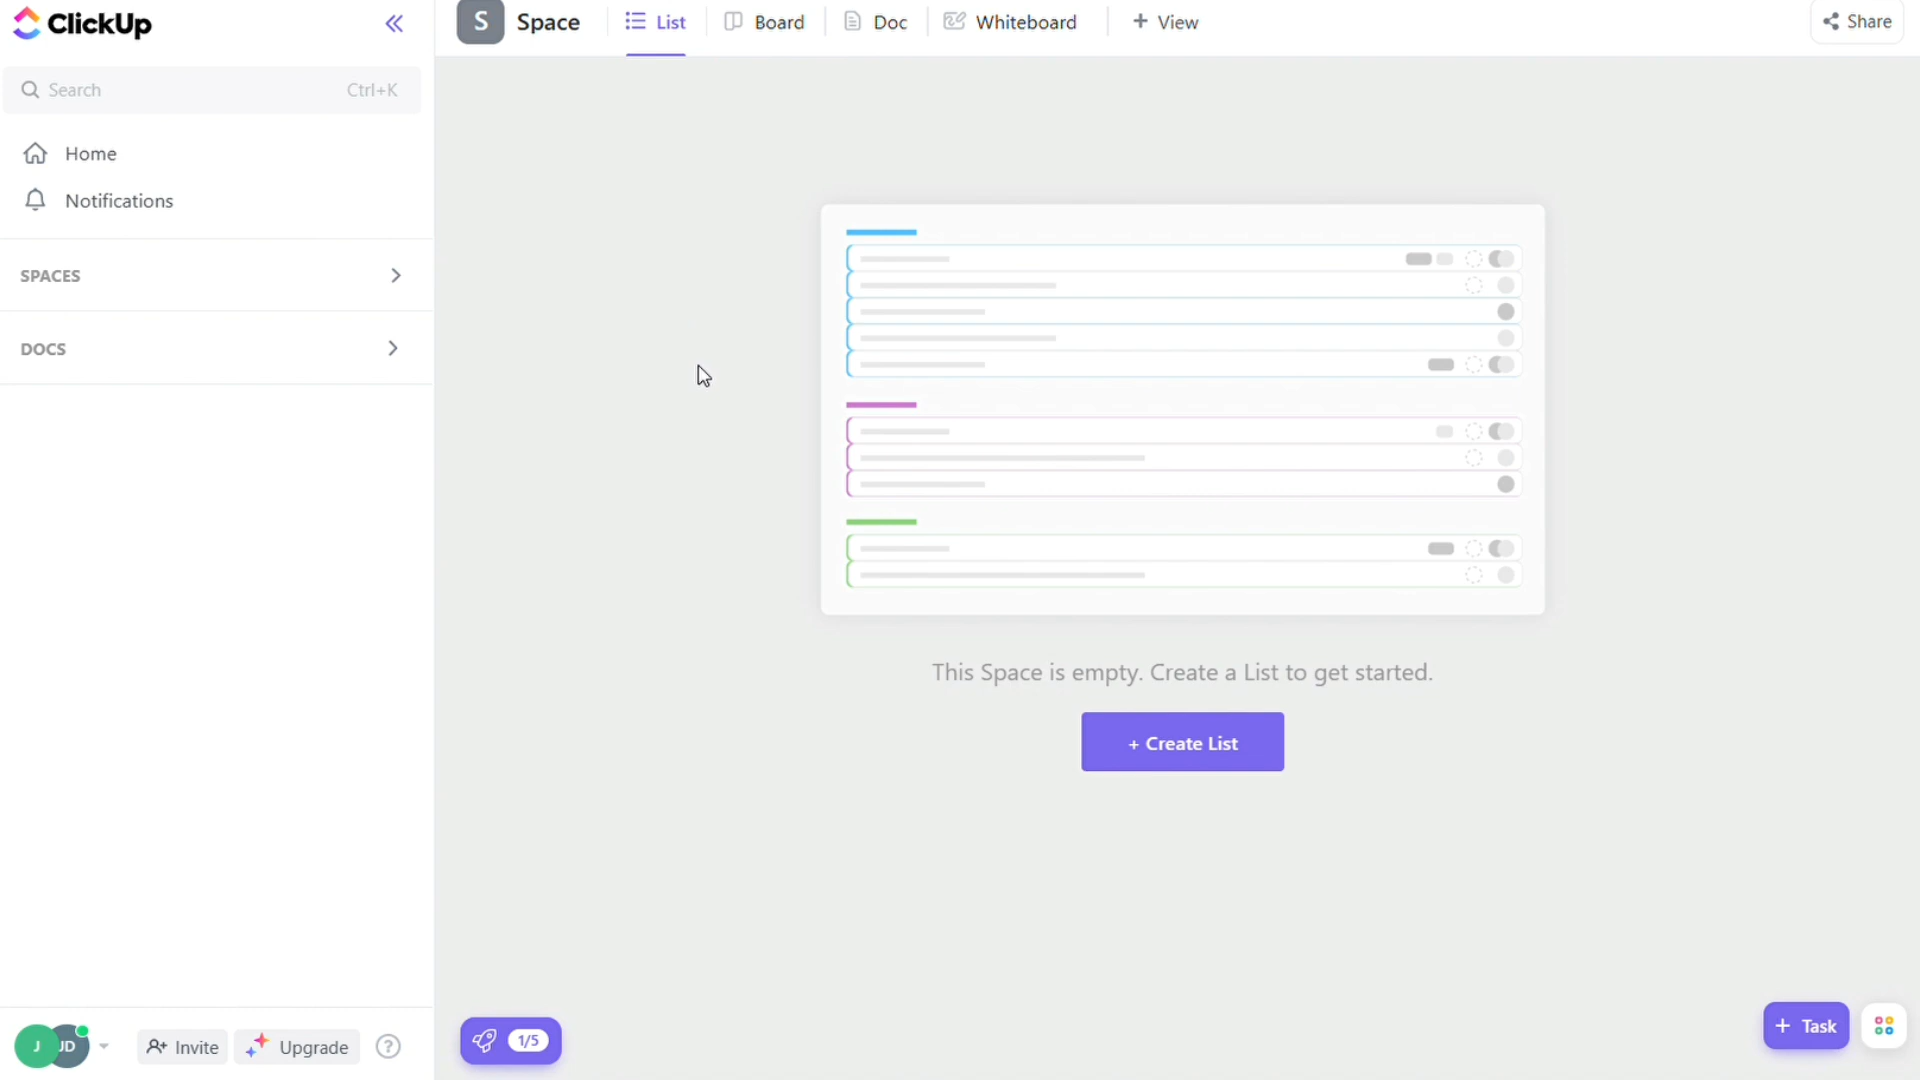 ClickUp
S Space List Board Doc Whiteboard + View Share
Search Ctrl+K
Home
Notifications
SPACES
DOCS
This Space is empty. Create a List to get started.
+ Create List
J JD Invite Upgrade ?
1/5
+ Task